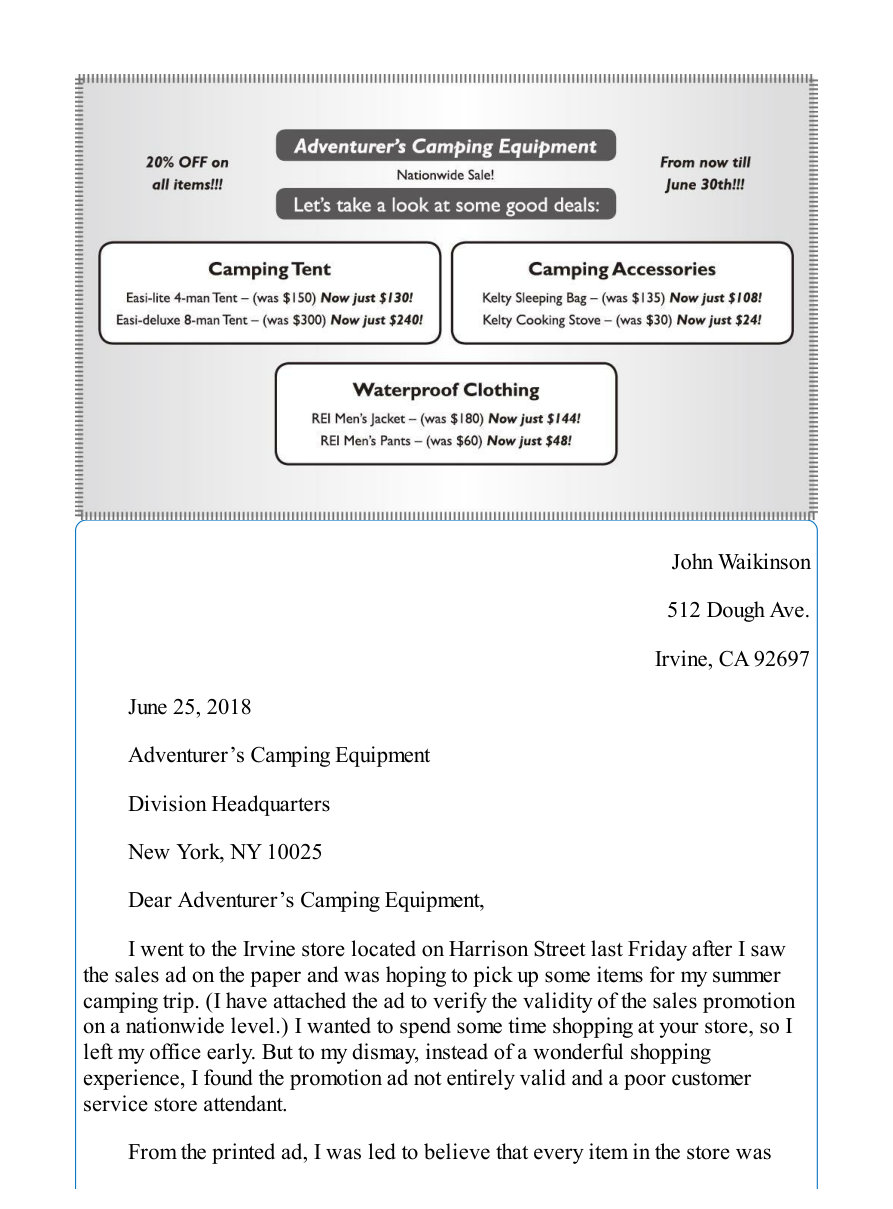 Adventurer's Camping Equipment
20% OFF on
all items!!!
Nationwide Sale!
From now till
June 30th!!!
Let's take a look at some good deals:
Camping Tent
Easi-lite 4-man Tent – (was $150) Now just $130!
Easi-deluxe 8-man Tent – (was $300) Now just $240!
Camping Accessories
Kelty Sleeping Bag – (was $135) Now just $108!
Kelty Cooking Stove – (was $30) Now just $24!
Waterproof Clothing
REI Men's Jacket – (was $180) Now just $144!
REI Men's Pants – (was $60) Now just $48!
John Waikinson
512 Dough Ave.
Irvine, CA 92697
June 25, 2018
Adventurer’s Camping Equipment
Division Headquarters
New York, NY 10025
Dear Adventurer’s Camping Equipment,
I went to the Irvine store located on Harrison Street last Friday after I saw
the sales ad on the paper and was hoping to pick up some items for my summer
camping trip. (I have attached the ad to verify the validity of the sales promotion
on a nationwide level.) I wanted to spend some time shopping at your store, so I
left my office early. But to my dismay, instead of a wonderful shopping
experience, I found the promotion ad not entirely valid and a poor customer
service store attendant.
From the printed ad, I was led to believe that every item in the store was